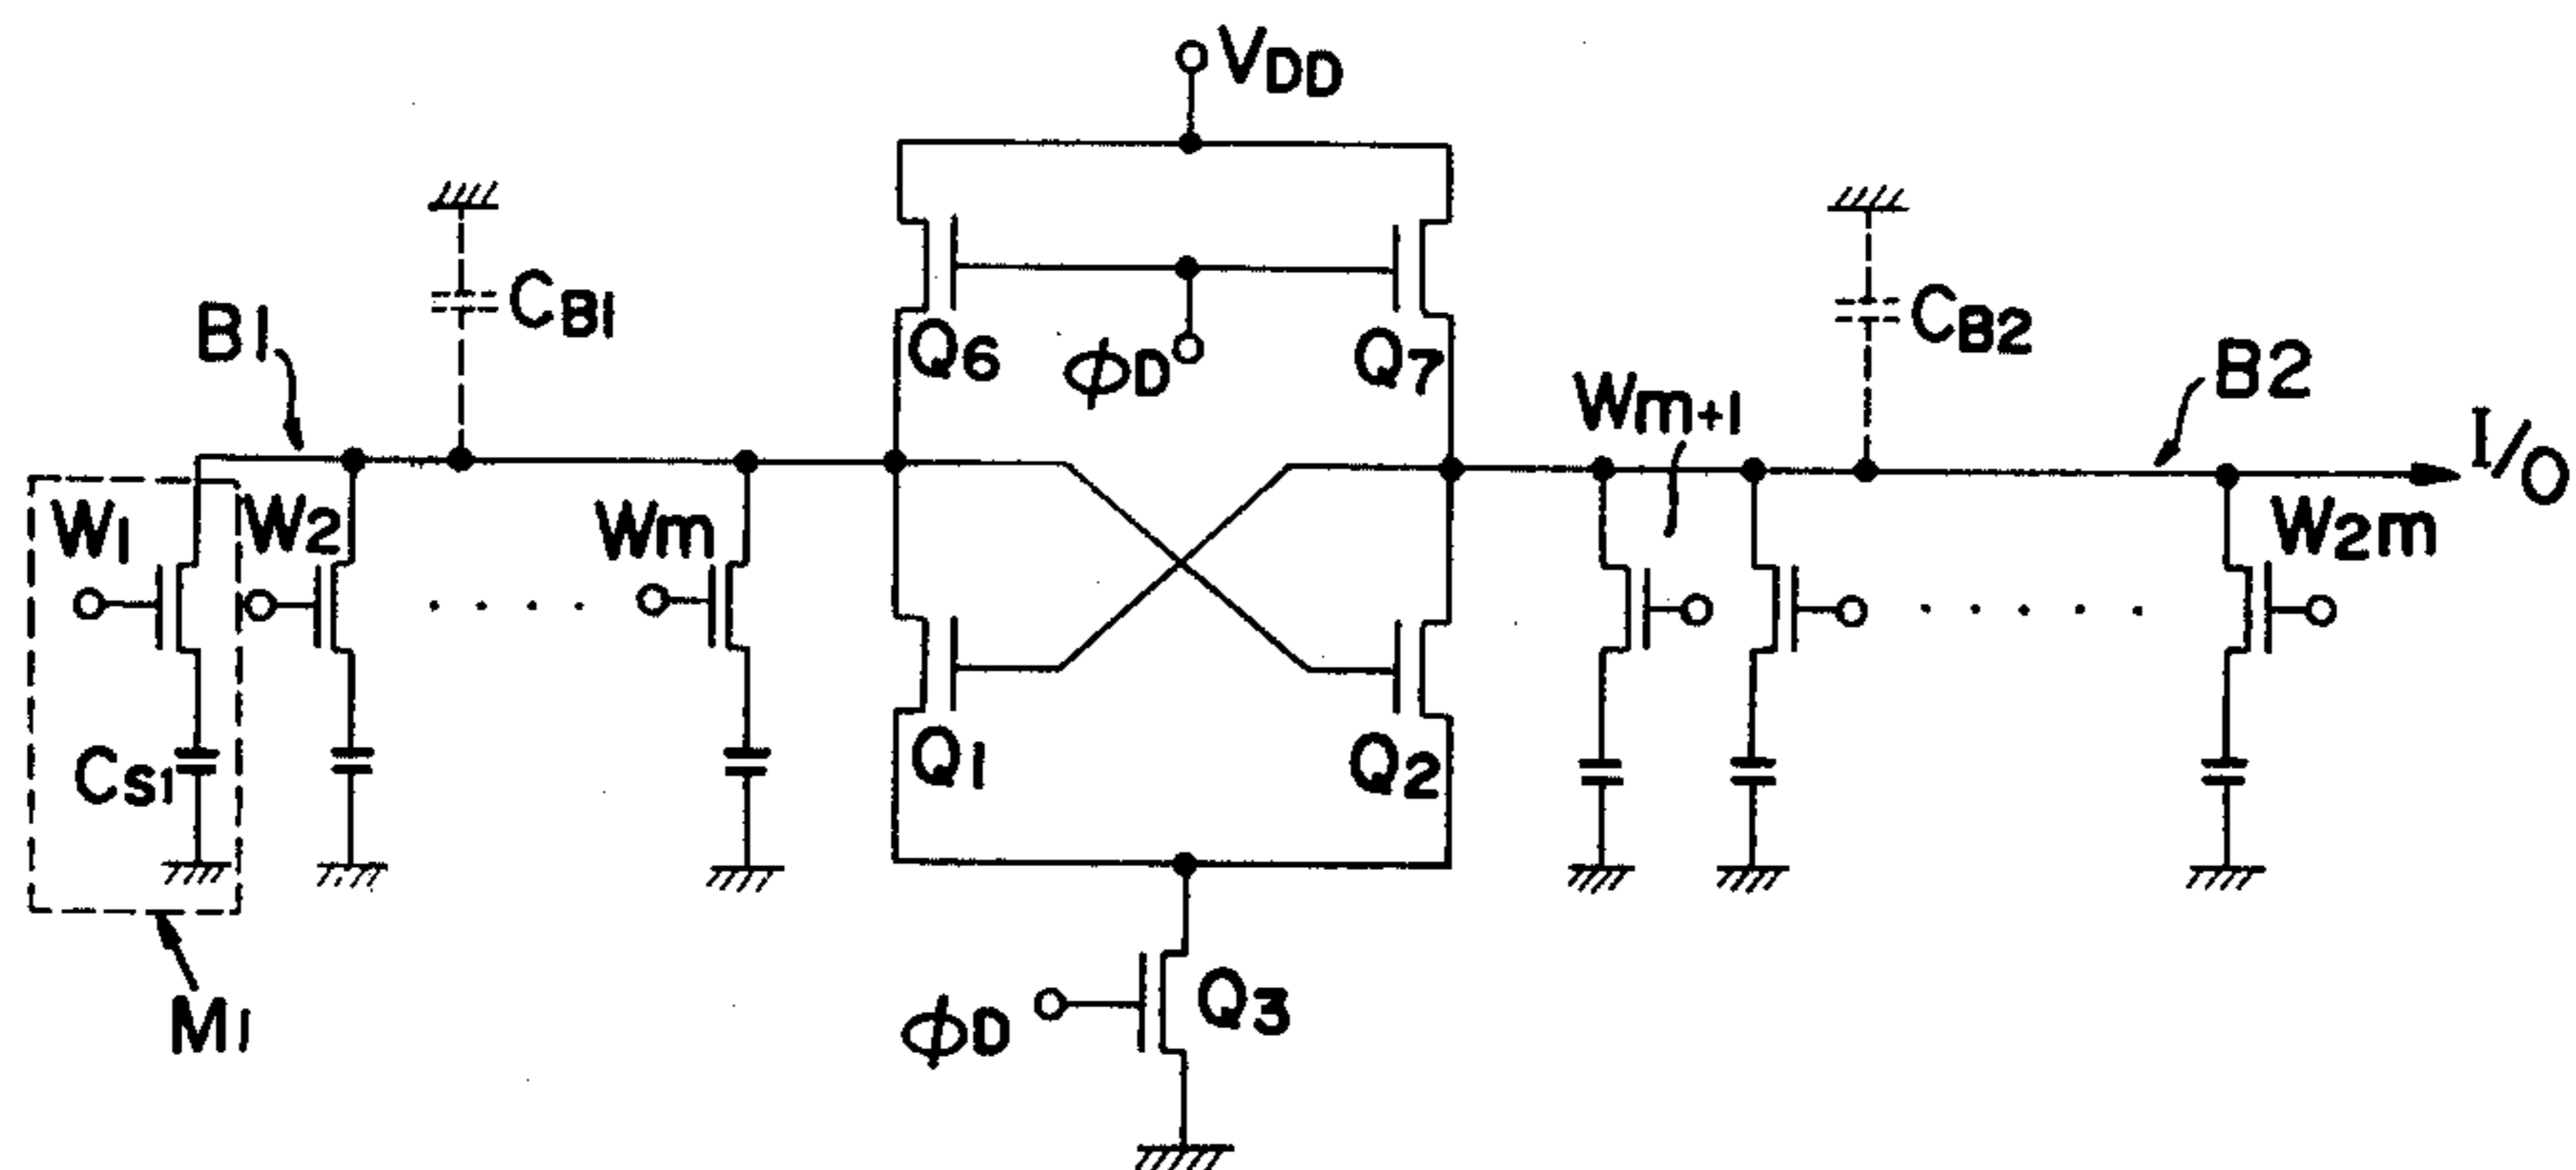 VDD
CB1
B1
Q6
ϕD
Q7
CB2
B2
Wm+1
I/O
W1
W2
Wm
W2m
Cs1
Q1
Q2
M1
ϕD
Q3